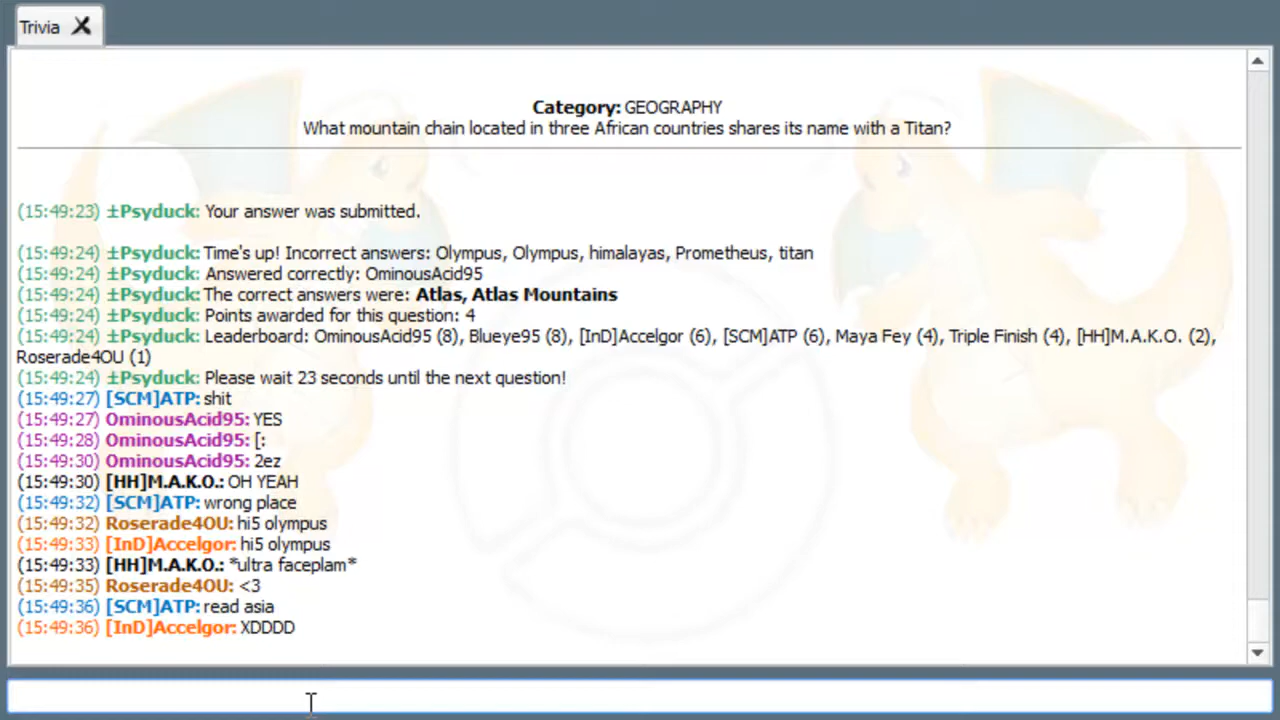 Trivia X
Category: GEOGRAPHY
What mountain chain located in three African countries shares its name with a Titan?
(15:49:23) ±Psyduck: Your answer was submitted.
(15:49:24) ±Psyduck: Time's up! Incorrect answers: Olympus, Olympus, himalayas, Prometheus, titan
(15:49:24) ±Psyduck: Answered correctly: OminousAcid95
(15:49:24) ±Psyduck: The correct answers were: Atlas, Atlas Mountains
(15:49:24) ±Psyduck: Points awarded for this question: 4
(15:49:24) ±Psyduck: Leaderboard: OminousAcid95 (8), Blueye95 (8), [InD]Accelgor (6), [SCM]ATP (6), Maya Fey (4), Triple Finish (4), [HH]M.A.K.O. (2),
Roserade4OU (1)
(15:49:24) ±Psyduck: Please wait 23 seconds until the next question!
(15:49:27) [SCM]ATP: shit
(15:49:27) OminousAcid95: YES
(15:49:28) OminousAcid95: [:
(15:49:30) OminousAcid95: 2ez
(15:49:30) [HH]M.A.K.O.: OH YEAH
(15:49:32) [SCM]ATP: wrong place
(15:49:32) Roserade4OU: hi5 olympus
(15:49:33) [InD]Accelgor: hi5 olympus
(15:49:33) [HH]M.A.K.O.: *ultra faceplam*
(15:49:35) Roserade4OU: <3
(15:49:36) [SCM]ATP: read asia
(15:49:36) [InD]Accelgor: XDDDD